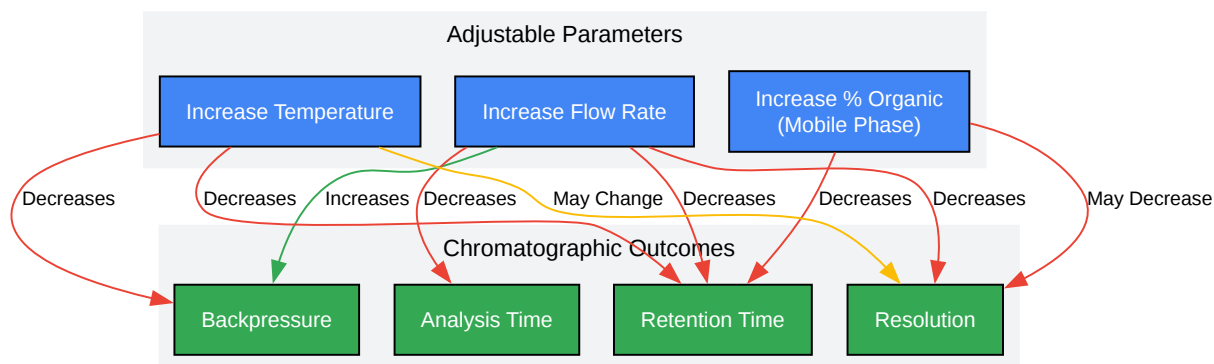 Adjustable Parameters
Increase Temperature
Increase Flow Rate
Increase % Organic
(Mobile Phase)
Decreases
Decreases
Increases
Decreases
May Change
Decreases
Decreases
Decreases
May Decrease
Chromatographic Outcomes
Backpressure
Analysis Time
Retention Time
Resolution